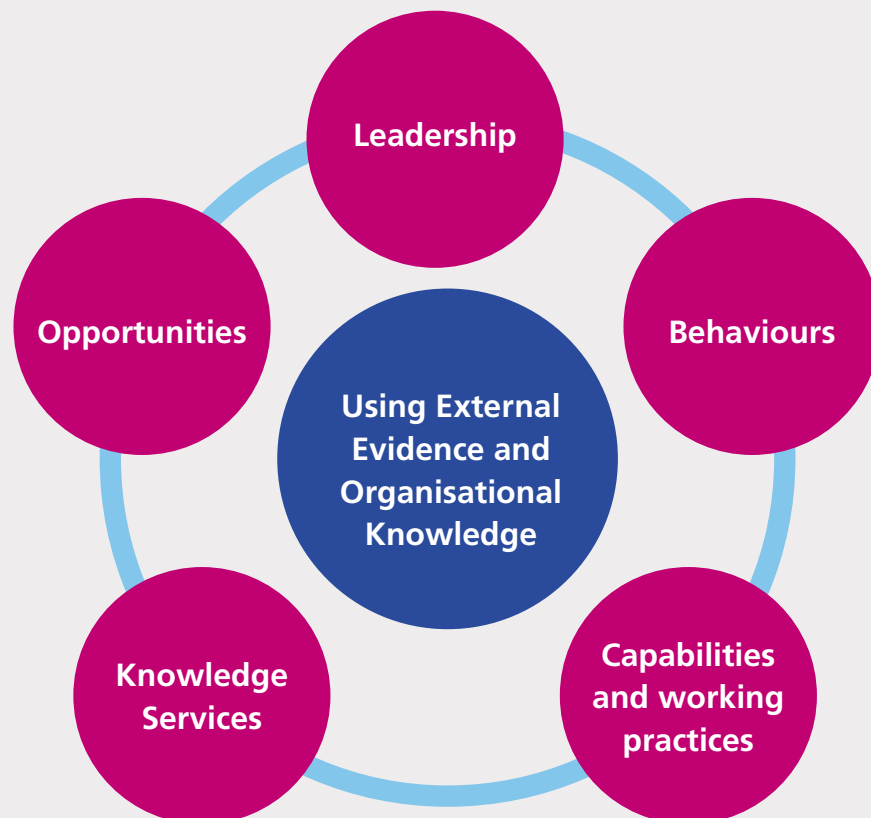 Leadership
Opportunities
Behaviours
Using External
Evidence and
Organisational
Knowledge
Knowledge
Services
Capabilities
and working
practices